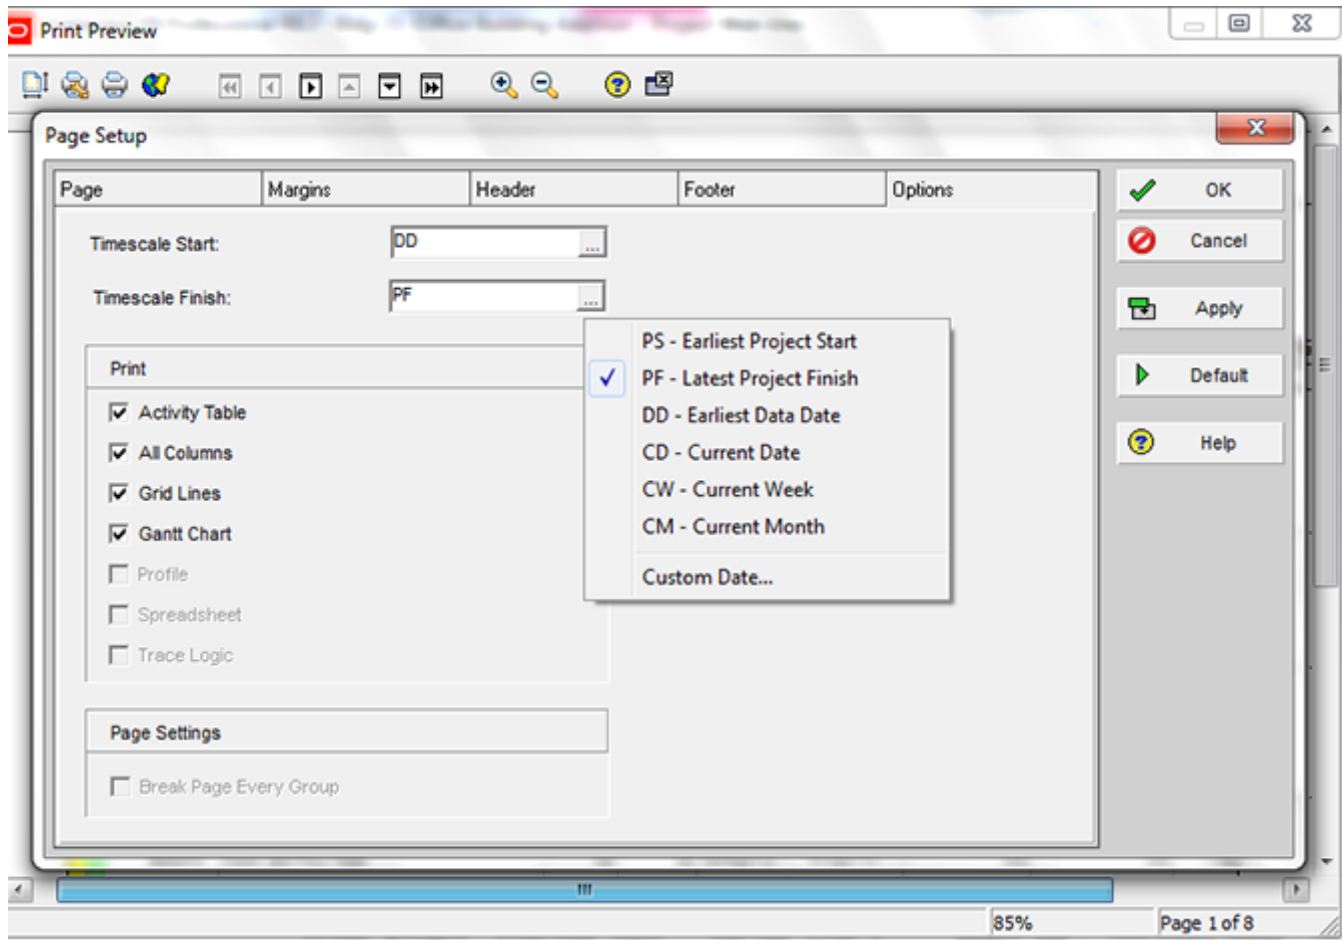 Print Preview
Page Setup
Page Margins Header Footer Options
Timescale Start: DD ...
Timescale Finish: PF ...
PS - Earliest Project Start
PF - Latest Project Finish
DD - Earliest Data Date
CD - Current Date
CW - Current Week
CM - Current Month
Custom Date...
Print
Activity Table
All Columns
Grid Lines
Gantt Chart
Profile
Spreadsheet
Trace Logic
Page Settings
Break Page Every Group
OK
Cancel
Apply
Default
Help
85% Page 1 of 8